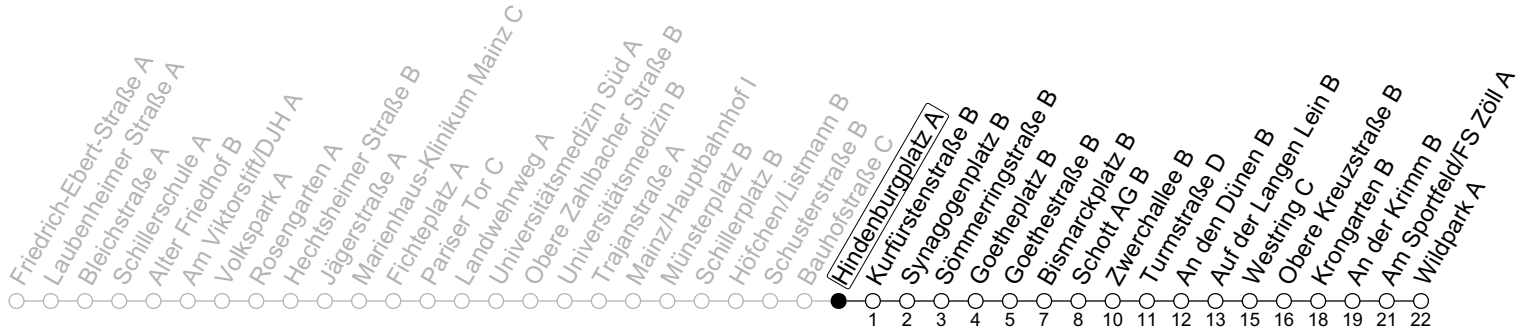 Friedrich-Ebert-Straße A
Laubenheimer Straße A
Bleichstraße A
Schillerschule A
Alter Friedhof B
Am Viktorstift/DJH A
Volkspark A
Rosengarten A
Hechtsheimer Straße B
Jägerstraße A
Marienhaus-Klinikum Mainz C
Fichteplatz A
Pariser Tor C
Landwehrweg A
Universitätsmedizin Süd A
Obere Zahlbacher Straße B
Universitätsmedizin B
Trajanstraße A
Mainz/Hauptbahnhof I
Münsterplatz B
Schillerplatz B
Höfchen/Listmann B
Schusterstraße B
Bauhofstraße C
Hindenburgplatz A
Kurfürstenstraße B
Synagogenplatz B
Sömmerringstraße B
Goetheplatz B
Goethestraße B
Bismarckplatz B
Schott AG B
Zwerchallee B
Turmstraße D
An den Dünen B
Auf der Langen Lein B
Westring C
Obere Kreuzstraße B
Krongarten B
An der Krimm B
Am Sportfeld/FS Zöll A
Wildpark A
1 2 3 4 5 7 8 10 11 12 13 15 16 18 19 21 22